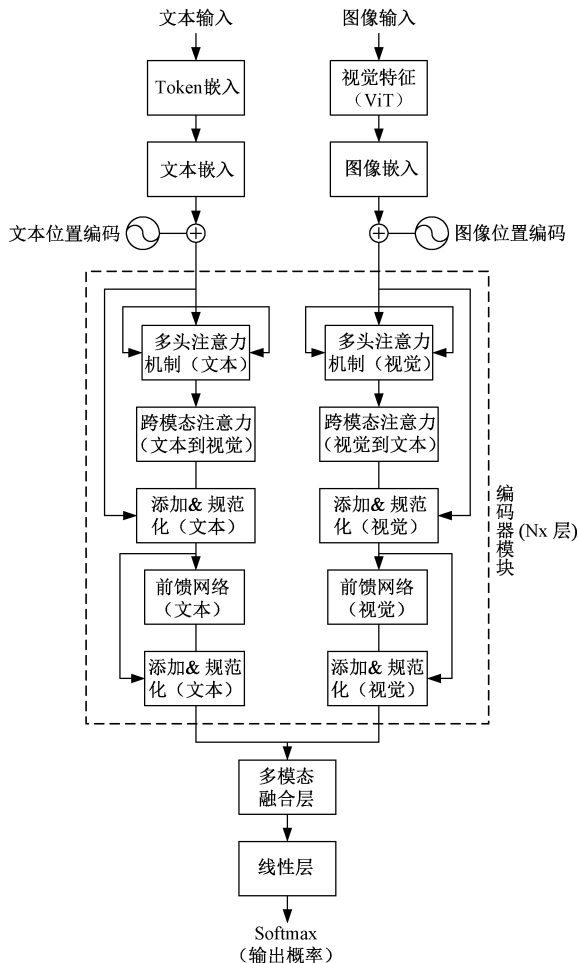 文本输入
图像输入
Token嵌入
视觉特征
（ViT）
文本嵌入
图像嵌入
文本位置编码
图像位置编码
多头注意力
机制（文本）
多头注意力
机制（视觉）
跨模态注意力
（文本到视觉）
跨模态注意力
（视觉到文本）
添加& 规范
化（文本）
添加& 规范
化（视觉）
编码器模块
(Nx 层)
前馈网络
（文本）
前馈网络
（视觉）
添加& 规范
化（文本）
添加& 规范
化（视觉）
多模态
融合层
线性层
Softmax
（输出概率）